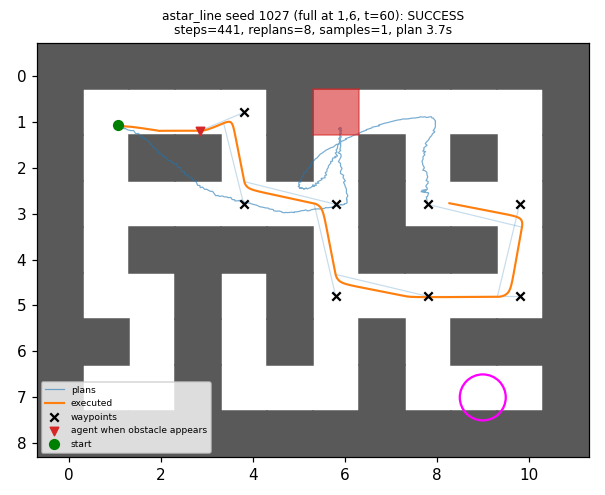 astar_line seed 1027 (full at 1,6, t=60): SUCCESS
steps=441, replans=8, samples=1, plan 3.7s
0
1
2
3
4
5
6
7
8
plans
executed
waypoints
agent when obstacle appears
start
0
2
4
6
8
10